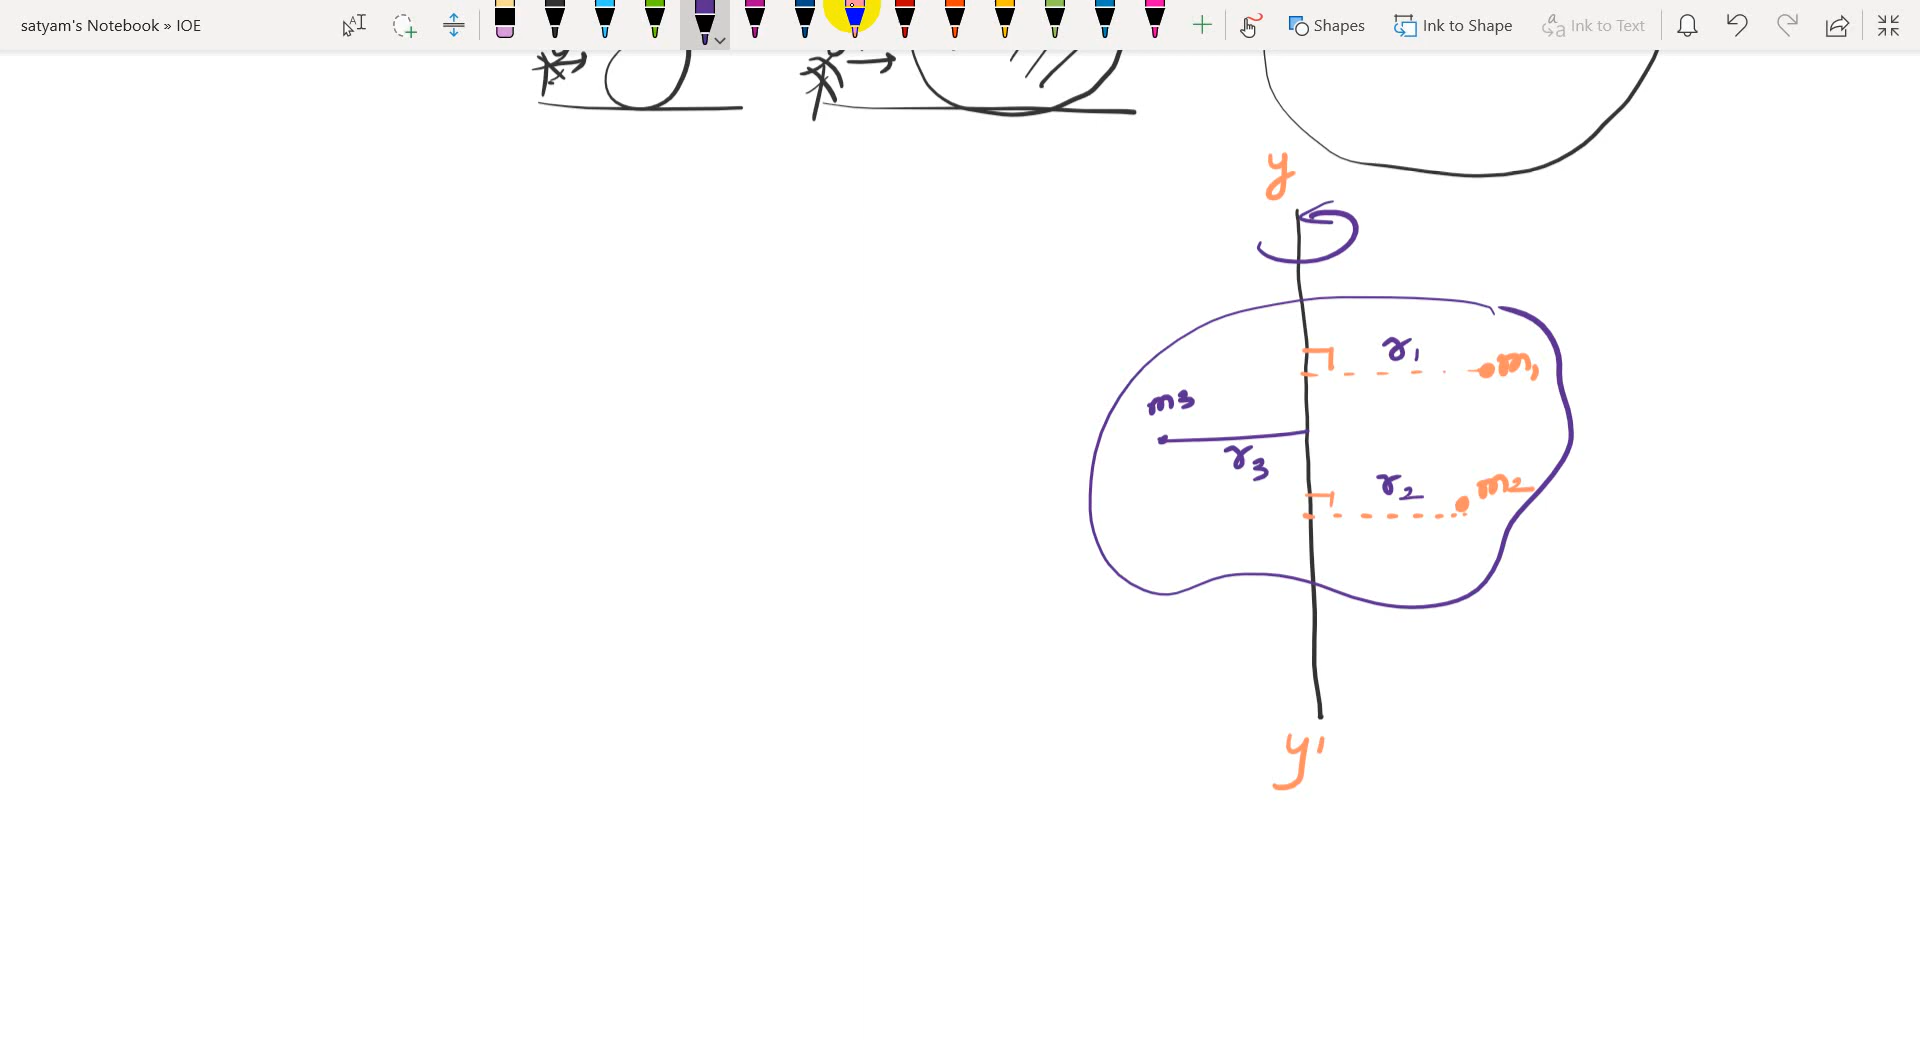 satyam's Notebook » IOE
Shapes
Ink to Shape
Ink to Text
y
r1
m1
m3
r3
r2
m2
y'